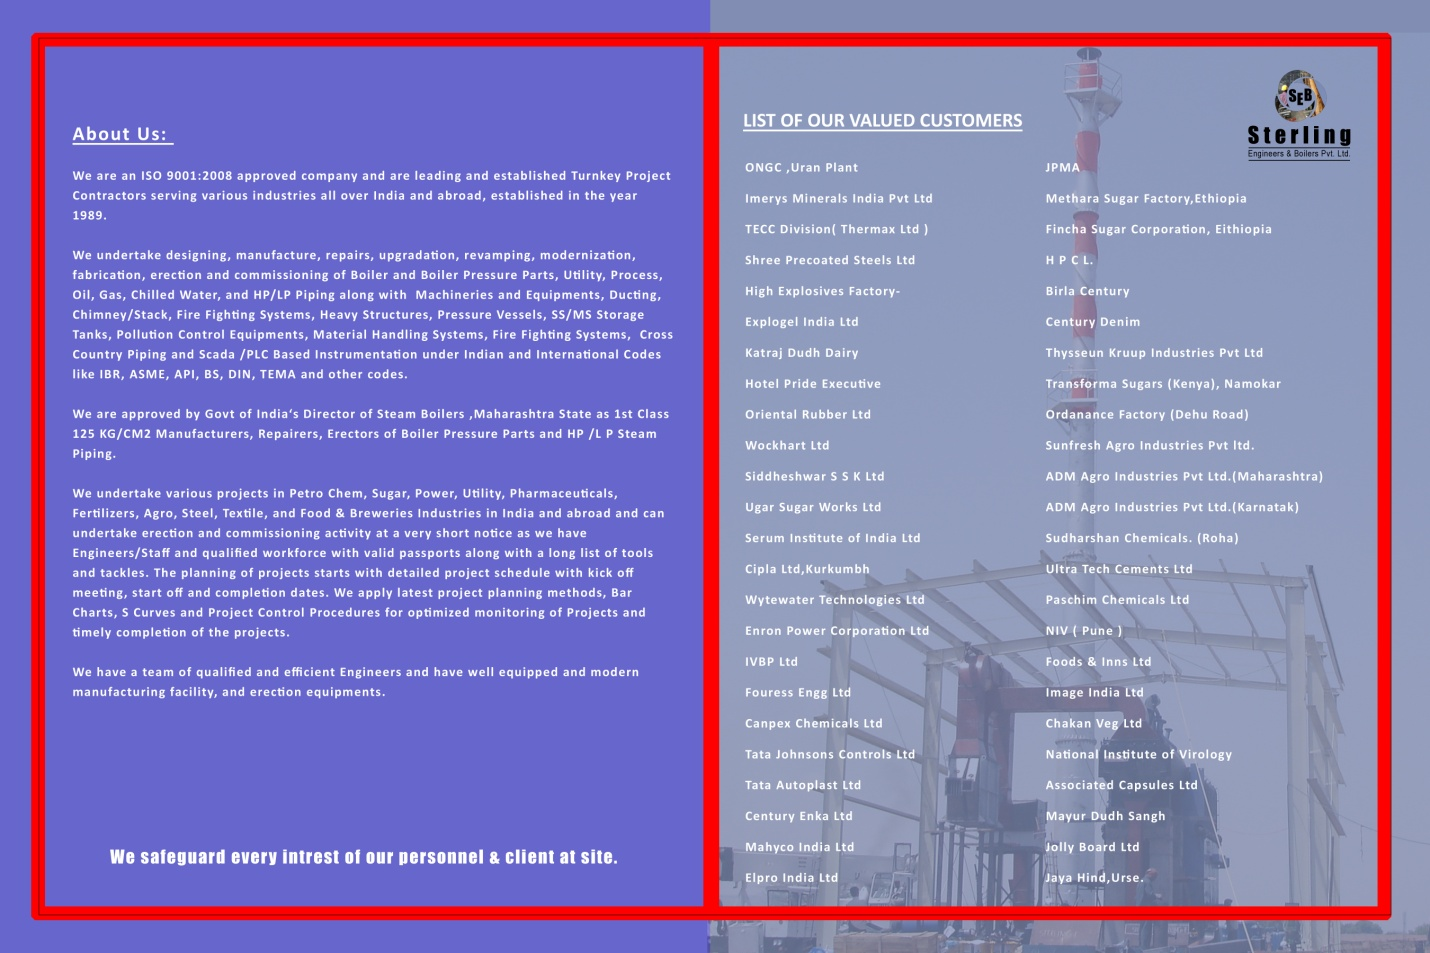 About Us:
We are an ISO 9001:2008 approved company and are leading and established Turnkey Project
Contractors serving various industries all over India and abroad, established in the year
1989.
We undertake designing, manufacture, repairs, upgradation, revamping, modernization,
fabrication, erection and commissioning of Boiler and Boiler Pressure Parts, Utility, Process,
Oil, Gas, Chilled Water, and HP/LP Piping along with  Machineries and Equipments, Ducting,
Chimney/Stack, Fire Fighting Systems, Heavy Structures, Pressure Vessels, SS/MS Storage
Tanks, Pollution Control Equipments, Material Handling Systems, Fire Fighting Systems,  Cross
Country Piping and Scada /PLC Based Instrumentation under Indian and International Codes
like IBR, ASME, API, BS, DIN, TEMA and other codes.
We are approved by Govt of India‘s Director of Steam Boilers ,Maharashtra State as 1st Class
125 KG/CM2 Manufacturers, Repairers, Erectors of Boiler Pressure Parts and HP /L P Steam
Piping.
We undertake various projects in Petro Chem, Sugar, Power, Utility, Pharmaceuticals,
Fertilizers, Agro, Steel, Textile, and Food & Breweries Industries in India and abroad and can
undertake erection and commissioning activity at a very short notice as we have
Engineers/Staff and qualified workforce with valid passports along with a long list of tools
and tackles. The planning of projects starts with detailed project schedule with kick off
meeting, start off and completion dates. We apply latest project planning methods, Bar
Charts, S Curves and Project Control Procedures for optimized monitoring of Projects and
timely completion of the projects.
We have a team of qualified and efficient Engineers and have well equipped and modern
manufacturing facility, and erection equipments.
We safeguard every intrest of our personnel & client at site.
SEB
Sterling
Engineers & Boilers Pvt. Ltd.
LIST OF OUR VALUED CUSTOMERS
ONGC ,Uran Plant
Imerys Minerals India Pvt Ltd
TECC Division( Thermax Ltd )
Shree Precoated Steels Ltd
High Explosives Factory-
Explogel India Ltd
Katraj Dudh Dairy
Hotel Pride Executive
Oriental Rubber Ltd
Wockhart Ltd
Siddheshwar S S K Ltd
Ugar Sugar Works Ltd
Serum Institute of India Ltd
Cipla Ltd,Kurkumbh
Wytewater Technologies Ltd
Enron Power Corporation Ltd
IVBP Ltd
Fouress Engg Ltd
Canpex Chemicals Ltd
Tata Johnsons Controls Ltd
Tata Autoplast Ltd
Century Enka Ltd
Mahyco India Ltd
Elpro India Ltd
JPMA
Methara Sugar Factory,Ethiopia
Fincha Sugar Corporation, Eithiopia
H P C L.
Birla Century
Century Denim
Thysseun Kruup Industries Pvt Ltd
Transforma Sugars (Kenya), Namokar
Ordanance Factory (Dehu Road)
Sunfresh Agro Industries Pvt ltd.
ADM Agro Industries Pvt Ltd.(Maharashtra)
ADM Agro Industries Pvt Ltd.(Karnatak)
Sudharshan Chemicals. (Roha)
Ultra Tech Cements Ltd
Paschim Chemicals Ltd
NIV ( Pune )
Foods & Inns Ltd
Image India Ltd
Chakan Veg Ltd
National Institute of Virology
Associated Capsules Ltd
Mayur Dudh Sangh
Jolly Board Ltd
Jaya Hind,Urse.